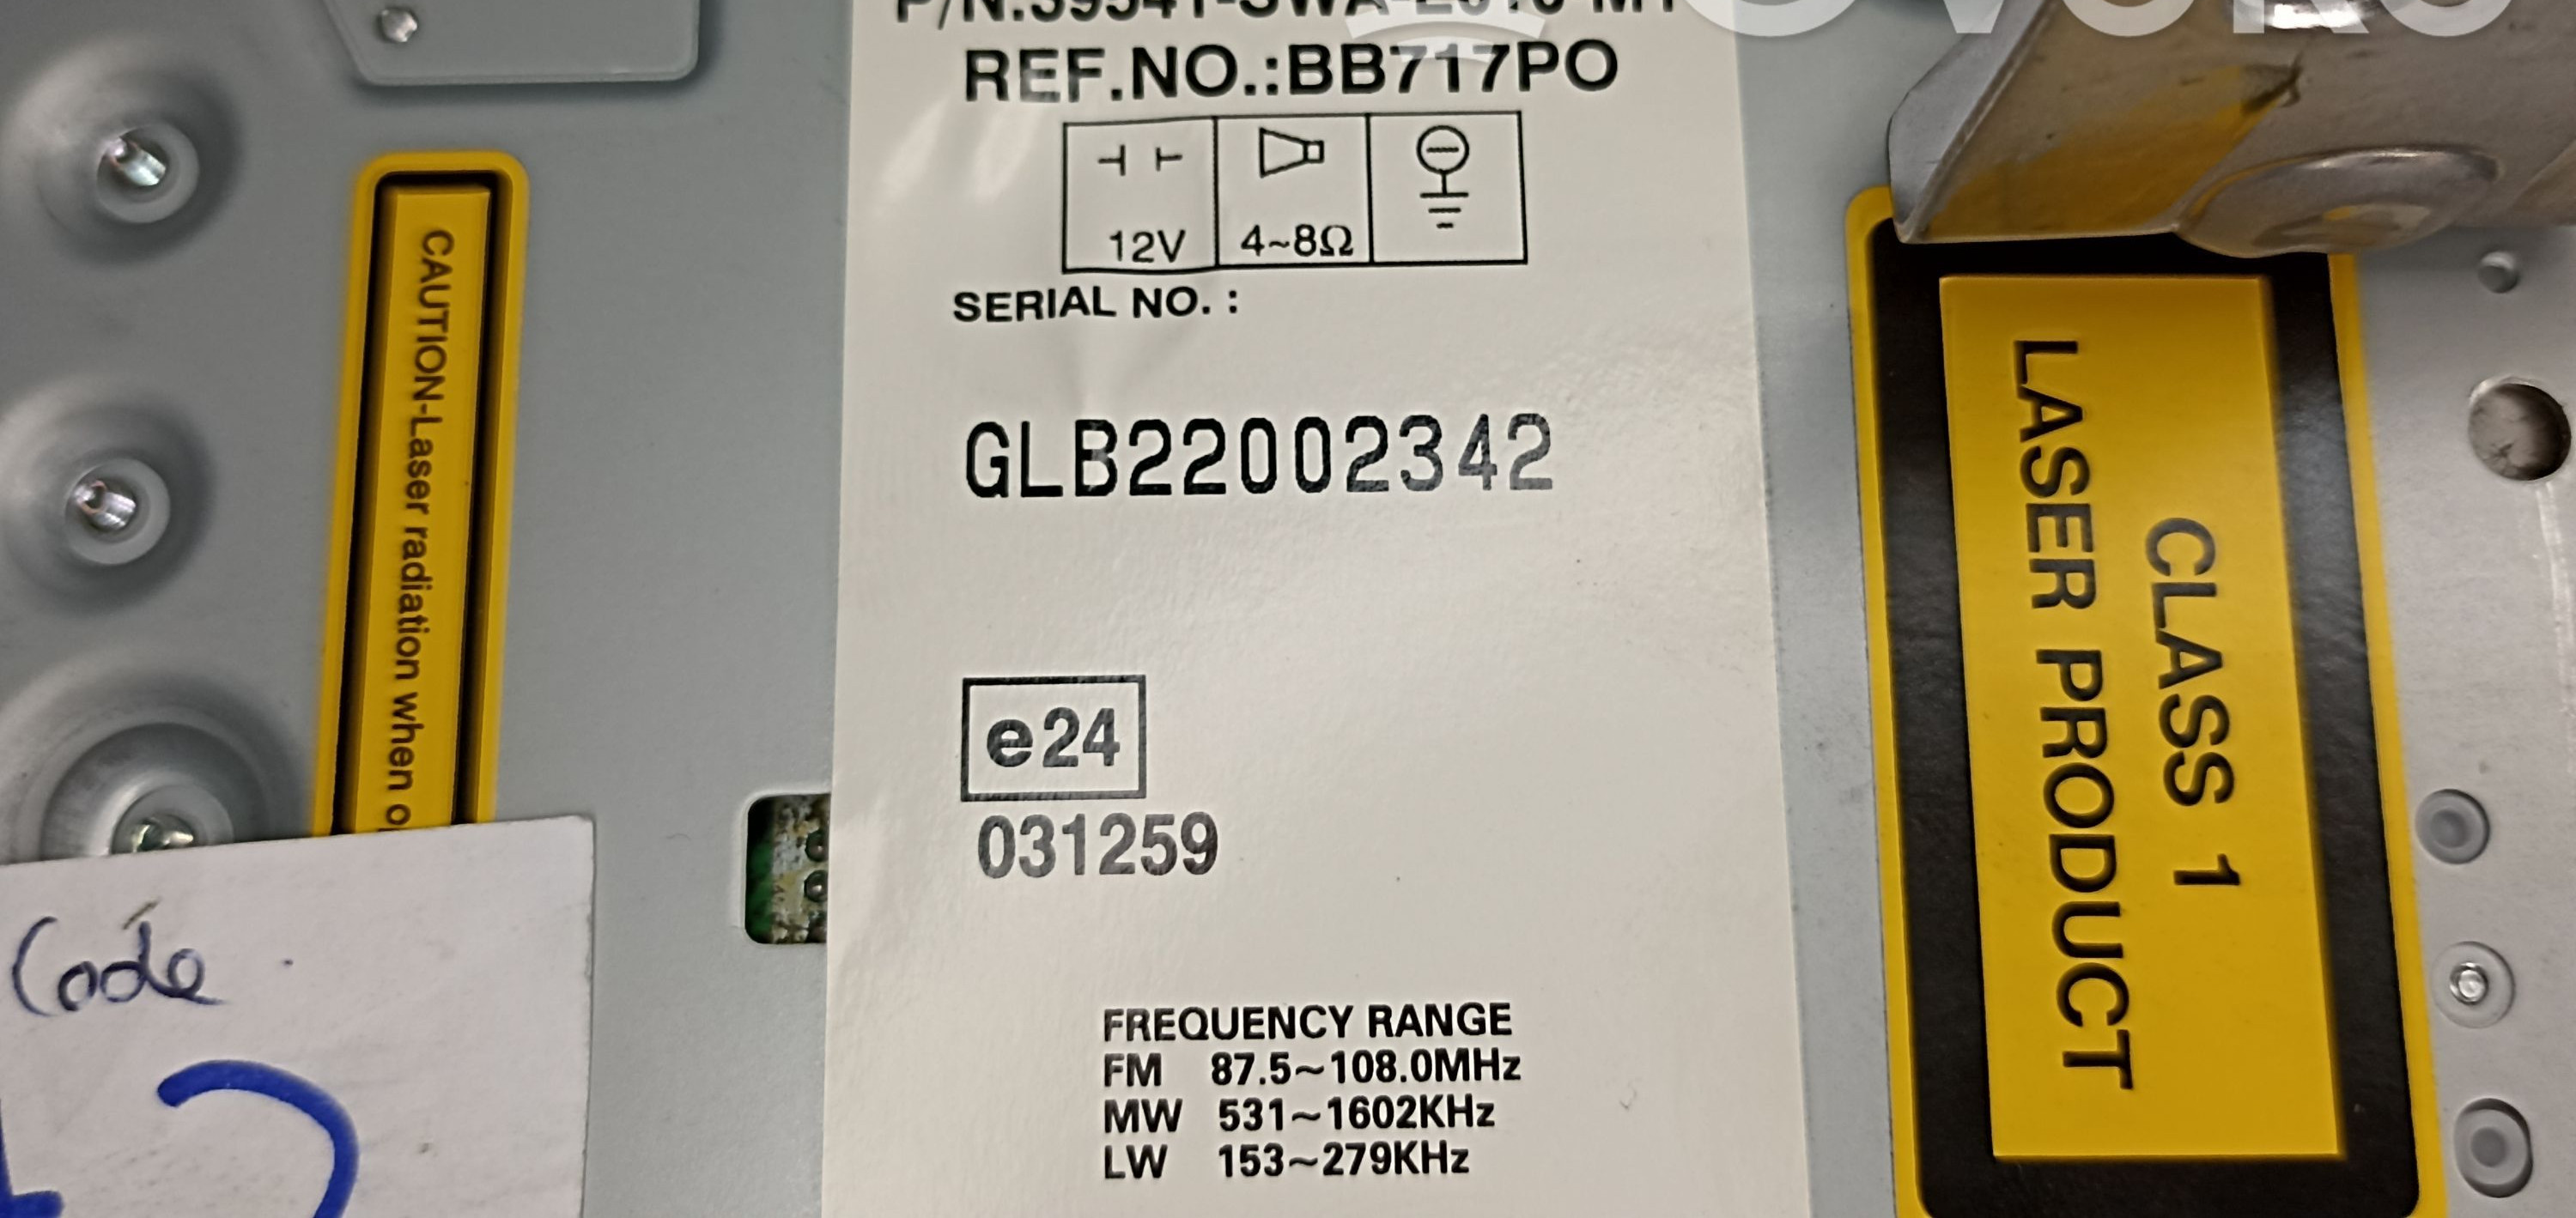 REF.NO.:BB717PO
12V 4~8Ω
SERIAL NO. :
GLB22002342
e24
031259
FREQUENCY RANGE
FM 87.5~108.0MHz
MW 531~1602KHz
LW 153~279KHz
CAUTION-Laser radiation when
Code
CLASS 1
LASER PRODUCT